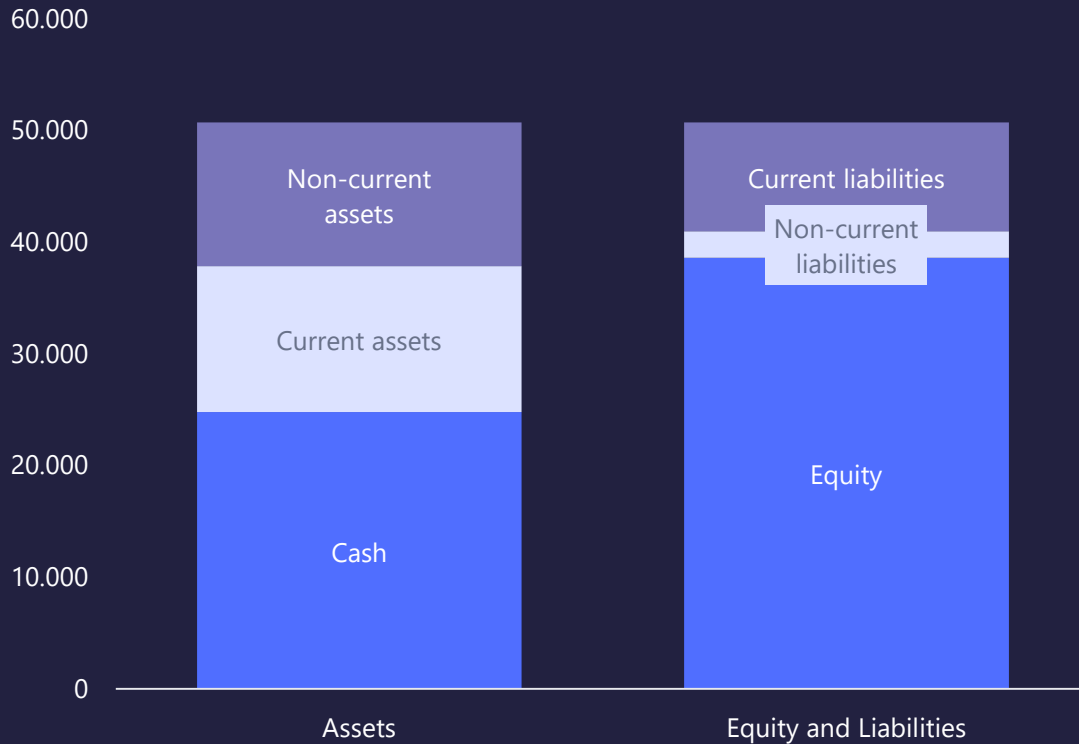 60.000
50.000
40.000
30.000
20.000
10.000
0
Non-current
assets
Current assets
Cash
Current liabilities
Non-current
liabilities
Equity
Assets
Equity and Liabilities